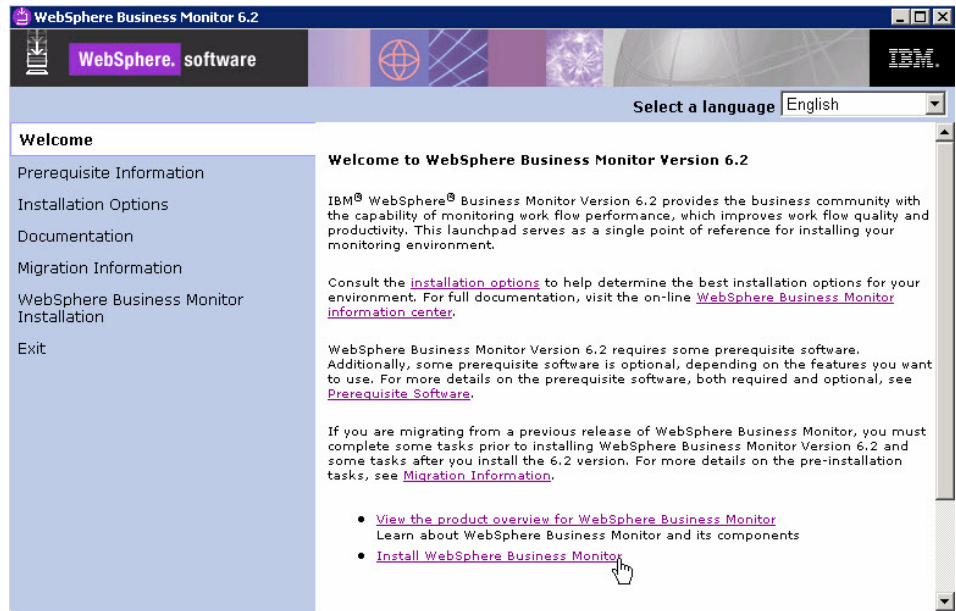 WebSphere Business Monitor 6.2
WebSphere. software
IBM.
Select a language English
Welcome
Prerequisite Information
Installation Options
Documentation
Migration Information
WebSphere Business Monitor
Installation
Exit
Welcome to WebSphere Business Monitor Version 6.2
IBM® WebSphere® Business Monitor Version 6.2 provides the business community with
the capability of monitoring work flow performance, which improves work flow quality and
productivity. This launchpad serves as a single point of reference for installing your
monitoring environment.
Consult the installation options to help determine the best installation options for your
environment. For full documentation, visit the on-line WebSphere Business Monitor
information center.
WebSphere Business Monitor Version 6.2 requires some prerequisite software.
Additionally, some prerequisite software is optional, depending on the features you want
to use. For more details on the prerequisite software, both required and optional, see
Prerequisite Software.
If you are migrating from a previous release of WebSphere Business Monitor, you must
complete some tasks prior to installing WebSphere Business Monitor Version 6.2 and
some tasks after you install the 6.2 version. For more details on the pre-installation
tasks, see Migration Information.
• View the product overview for WebSphere Business Monitor
Learn about WebSphere Business Monitor and its components
• Install WebSphere Business Monitor